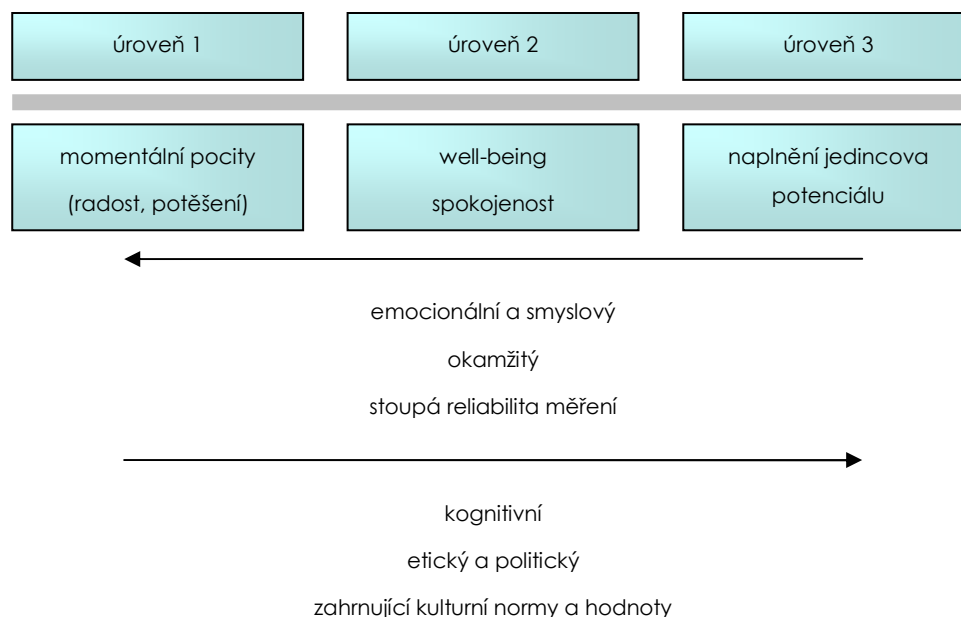 úroveň 1
úroveň 2
úroveň 3
momentální pocity
(radost, potěšení)
well-being
spokojenost
naplnění jedincova
potenciálu
emocionální a smyslový
okamžitý
stoupá reliabilita měření
kognitivní
etický a politický
zahrnující kulturní normy a hodnoty